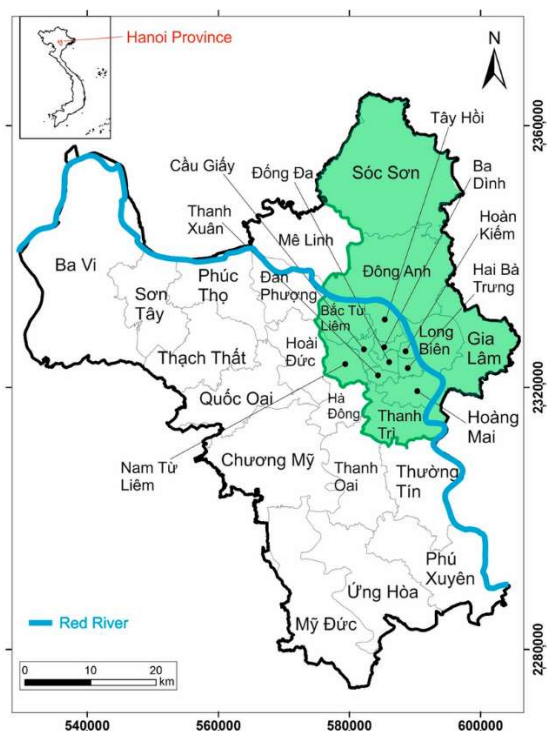 Hanoi Province
N
Tây Hồi
Cầu Giấy
Đống Đa
Sóc Sơn
Ba
Dình
Thanh
Xuân
Hoàn
Kiếm
Mê Linh
Ba Vi
Phúc
Thọ
Đan
Phượng
Đông Anh
Hai Bà
Trưng
Sơn
Tây
Bắc Từ
Liêm
Long
Biên
Gia
Lâm
Thạch Thất
Hoài
Đức
Quốc Oai
Hà
Đông
Thanh
Trì
Hoàng
Mai
Nam Từ
Liêm
Chương Mỹ
Thanh
Oai
Thường
Tín
Phú
Xuyên
Ứng Hòa
Mỹ Đức
Red River
0 10 20
km
540000 560000 580000 600000
2360000
2320000
2280000